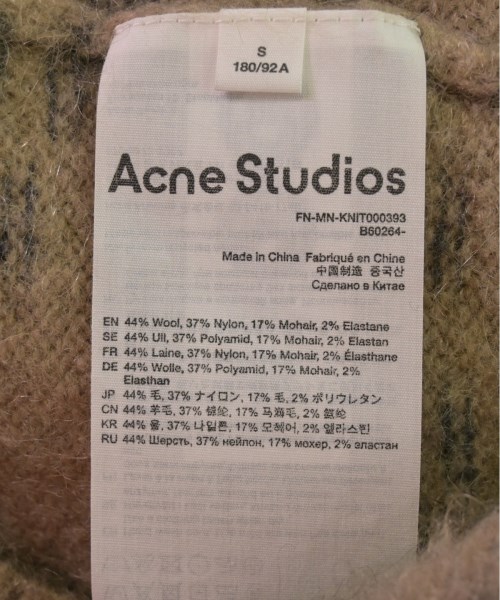 S
180/92A
Acne Studios
FN-MN-KNIT000393
B60264-
Made in China Fabriqué en Chine
中国制造 중국산
Сделано в Китае
EN 44% Wool, 37% Nylon, 17% Mohair, 2% Elastane
SE 44% Ull, 37% Polyamid, 17% Mohair, 2% Elastan
FR 44% Laine, 37% Nylon, 17% Mohair, 2% Élasthane
DE 44% Wolle, 37% Polyamid, 17% Mohair, 2%
Elasthan
JP 44% 毛, 37% ナイロン, 17% 毛, 2% ポリウレタン
CN 44% 羊毛, 37% 锦纶, 17% 马海毛, 2% 氨纶
KR 44% 울, 37% 나일론, 17% 모헤어, 2% 엘라스틴
RU 44% Шерсть, 37% нейлон, 17% мохер, 2% эластан